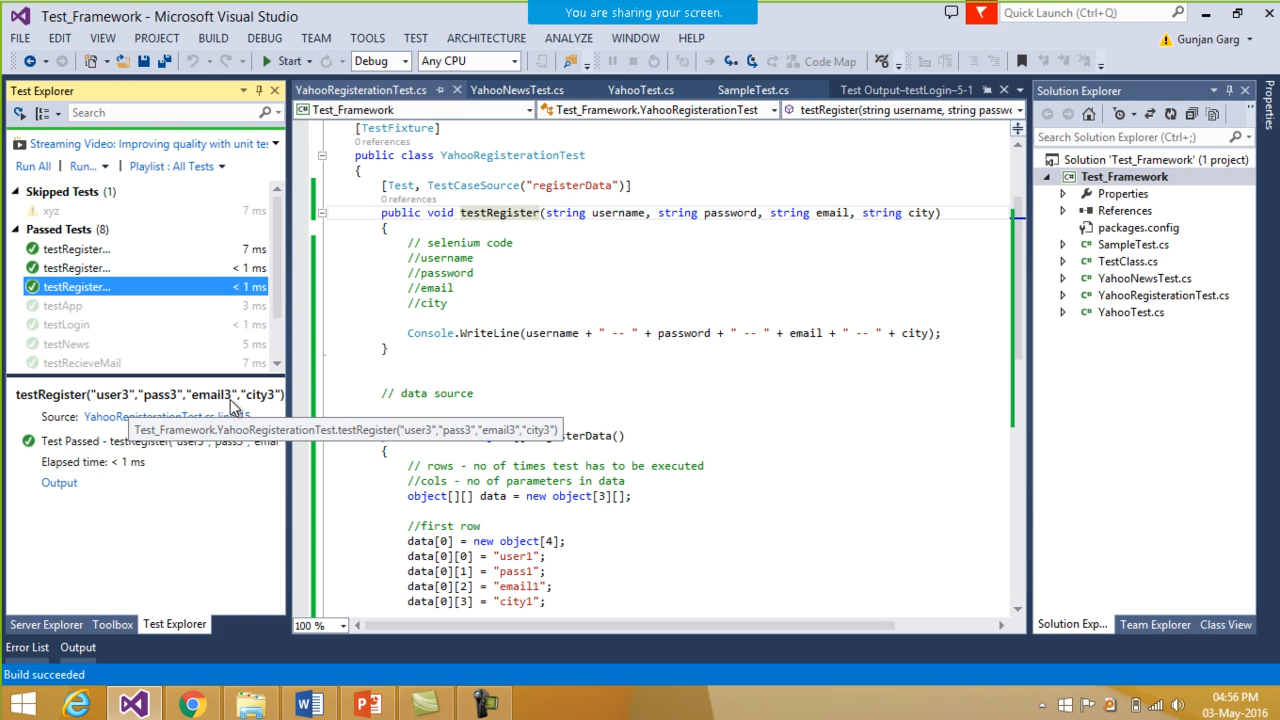 Test_Framework - Microsoft Visual Studio
You are sharing your screen.
Quick Launch (Ctrl+Q)
FILE EDIT VIEW PROJECT BUILD DEBUG TEAM TOOLS TEST ARCHITECTURE ANALYZE WINDOW HELP
Gunjan Garg
Start Debug Any CPU Code Map
Test Explorer
Search
Streaming Video: Improving quality with unit te:
Run All | Run... | Playlist : All Tests
Skipped Tests (1)
xyz 7 ms
Passed Tests (8)
testRegister... 7 ms
testRegister... < 1 ms
testRegister... < 1 ms
testApp 3 ms
testLogin < 1 ms
testNews 5 ms
testRecieveMail 7 ms
testRegister("user3","pass3","email3","city3")
Source:
Test_Framework.YahooRegisterationTest.testRegister("user3","pass3","email3","city3")
Test Passed -
Elapsed time: < 1 ms
Output
Server Explorer Toolbox Test Explorer
YahooRegisterationTest.cs YahooNewsTest.cs YahooTest.cs SampleTest.cs Test Output–testLogin–5-1
Test_Framework Test_Framework.YahooRegisterationTest testRegister(string username, string passwc
[TestFixture]
0 references
public class YahooRegisterationTest
{
[Test, TestCaseSource("registerData")]
0 references
public void testRegister(string username, string password, string email, string city)
{
// selenium code
//username
//password
//email
//city
Console.WriteLine(username + " -- " + password + " -- " + email + " -- " + city);
}
// data source
{
// rows - no of times test has to be executed
//cols - no of parameters in data
object[][] data = new object[3][];
//first row
data[0] = new object[4];
data[0][0] = "user1";
data[0][1] = "pass1";
data[0][2] = "email1";
data[0][3] = "city1";
100 %
Solution Explorer
Search Solution Explorer (Ctrl+;)
Solution 'Test_Framework' (1 project)
Test_Framework
Properties
References
packages.config
SampleTest.cs
TestClass.cs
YahooNewsTest.cs
YahooRegisterationTest.cs
YahooTest.cs
Solution Exp... Team Explorer Class View
Properties
Error List Output
Build succeeded
04:56 PM
03-May-2016